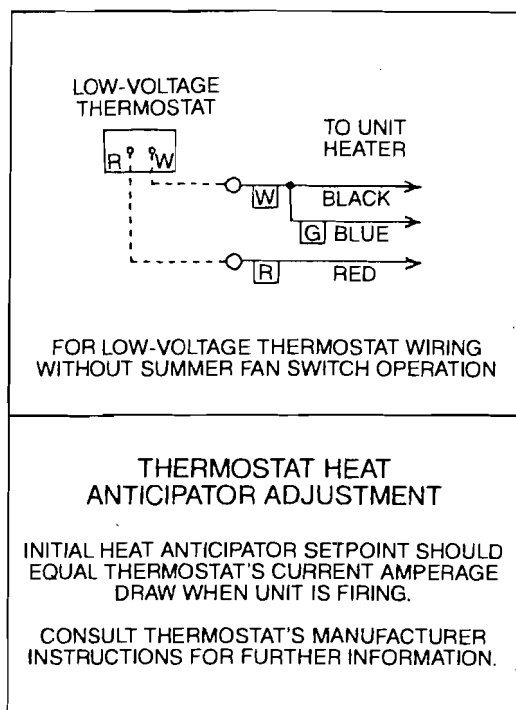 LOW-VOLTAGE
THERMOSTAT
TO UNIT
HEATER
R W
W
BLACK
G BLUE
R
RED
FOR LOW-VOLTAGE THERMOSTAT WIRING
WITHOUT SUMMER FAN SWITCH OPERATION
THERMOSTAT HEAT
ANTICIPATOR ADJUSTMENT
INITIAL HEAT ANTICIPATOR SETPOINT SHOULD
EQUAL THERMOSTAT'S CURRENT AMPERAGE
DRAW WHEN UNIT IS FIRING.
CONSULT THERMOSTAT'S MANUFACTURER
INSTRUCTIONS FOR FURTHER INFORMATION.